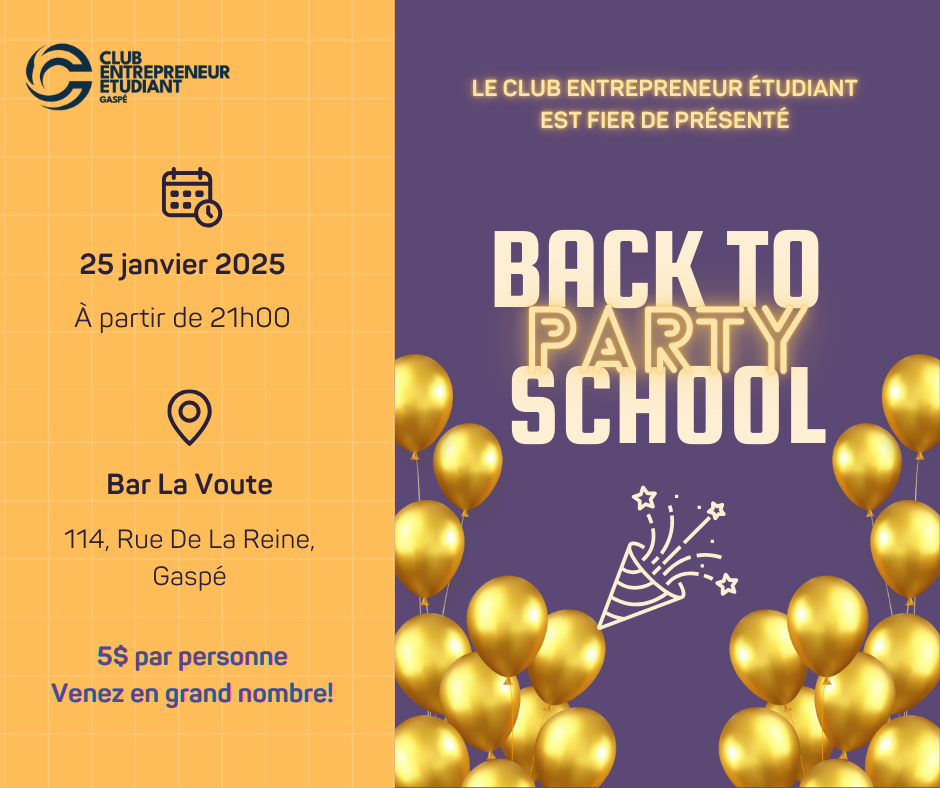 CLUB
ENTREPRENEUR
ETUDIANT
GASPÉ
25 janvier 2025
À partir de 21h00
Bar La Voute
114, Rue De La Reine,
Gaspé
5$ par personne
Venez en grand nombre!
LE CLUB ENTREPRENEUR ÉTUDIANT
EST FIER DE PRÉSENTÉ
BACK TO
PARTY
SCHOOL